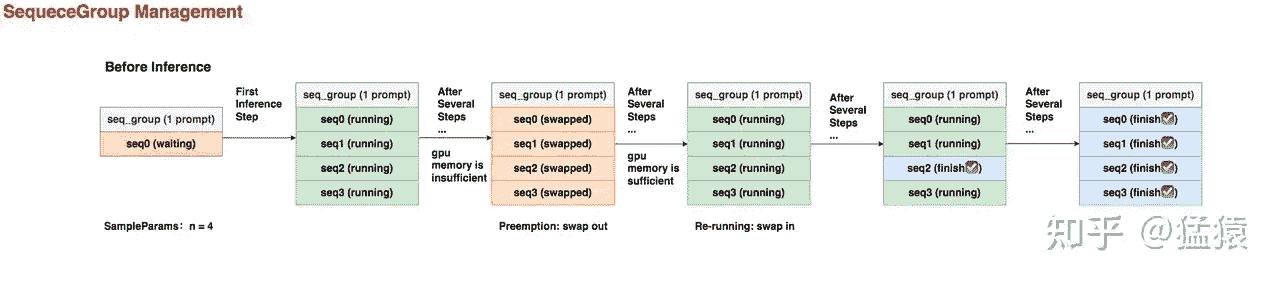 SequeceGroup Management
Before Inference
seq_group (1 prompt)
seq0 (waiting)
SampleParams: n = 4
First
Inference
Step
seq_group (1 prompt)
seq0 (running)
seq1 (running)
seq2 (running)
seq3 (running)
After
Several
Steps
...
gpu
memory is
insufficient
seq_group (1 prompt)
seq0 (swapped)
seq1 (swapped)
seq2 (swapped)
seq3 (swapped)
Preemption: swap out
After
Several
Steps
...
gpu
memory is
sufficient
seq_group (1 prompt)
seq0 (running)
seq1 (running)
seq2 (running)
seq3 (running)
Re-running: swap in
After
Several
Steps
...
seq_group (1 prompt)
seq0 (running)
seq1 (running)
seq2 (finish✅)
seq3 (running)
After
Several
Steps
...
seq_group (1 prompt)
seq0 (finish✅)
seq1 (finish✅)
seq2 (finish✅)
seq3 (finish✅)
知乎 @猛猿